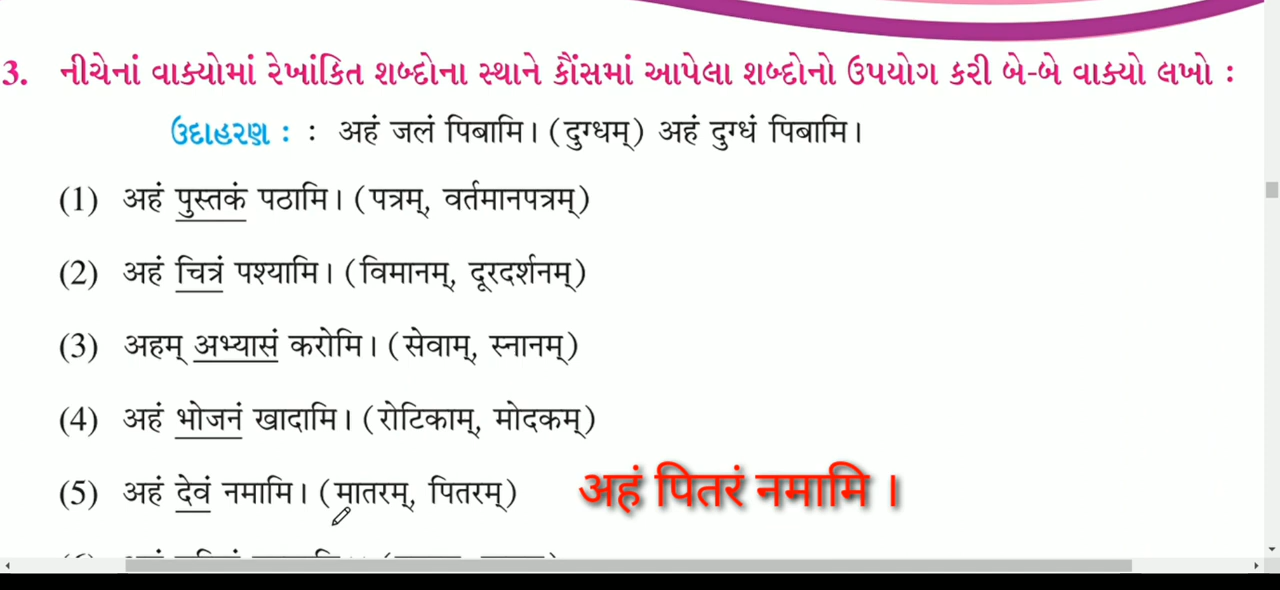 3. નીચેનાં વાક્યોમાં રેખાંકિત શબ્દોના સ્થાને કૌંસમાં આપેલા શબ્દોનો ઉપયોગ કરી બે-બે વાક્યો લખો :
ઉદાહરણ : : अहं जलं पिबामि। (दुग्धम्) अहं दुग्धं पिबामि।
(1) अहं पुस्तकं पठामि। (पत्रम्, वर्तमानपत्रम्)
(2) अहं चित्रं पश्यामि। (विमानम्, दूरदर्शनम्)
(3) अहम् अभ्यासं करोमि। (सेवाम्, स्नानम्)
(4) अहं भोजनं खादामि। (रोटिकाम्, मोदकम्)
(5) अहं देवं नमामि। (मातरम्, पितरम्) अहं पितरं नमामि ।